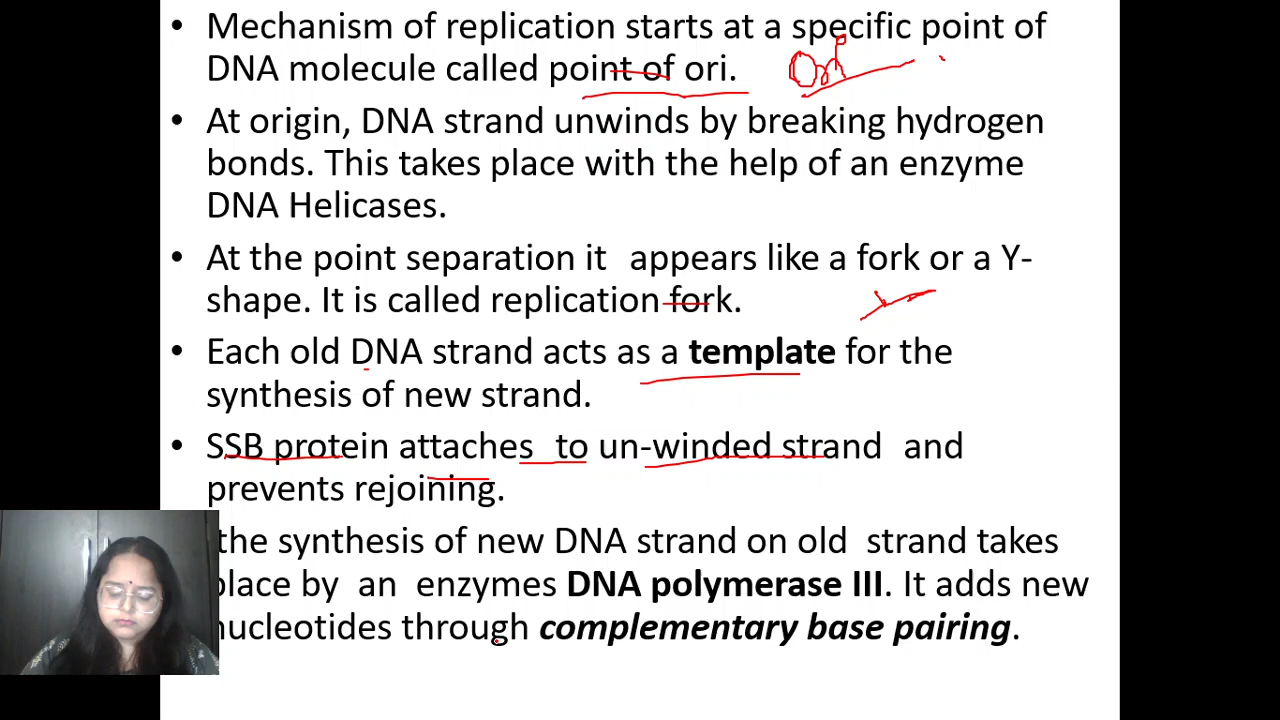 • Mechanism of replication starts at a specific point of
DNA molecule called point of ori. Ori
• At origin, DNA strand unwinds by breaking hydrogen
bonds. This takes place with the help of an enzyme
DNA Helicases.
• At the point separation it appears like a fork or a Y-
shape. It is called replication fork.
• Each old DNA strand acts as a template for the
synthesis of new strand.
• SSB protein attaches to un-winded strand and
prevents rejoining.
the synthesis of new DNA strand on old strand takes
place by an enzymes DNA polymerase III. It adds new
nucleotides through complementary base pairing.